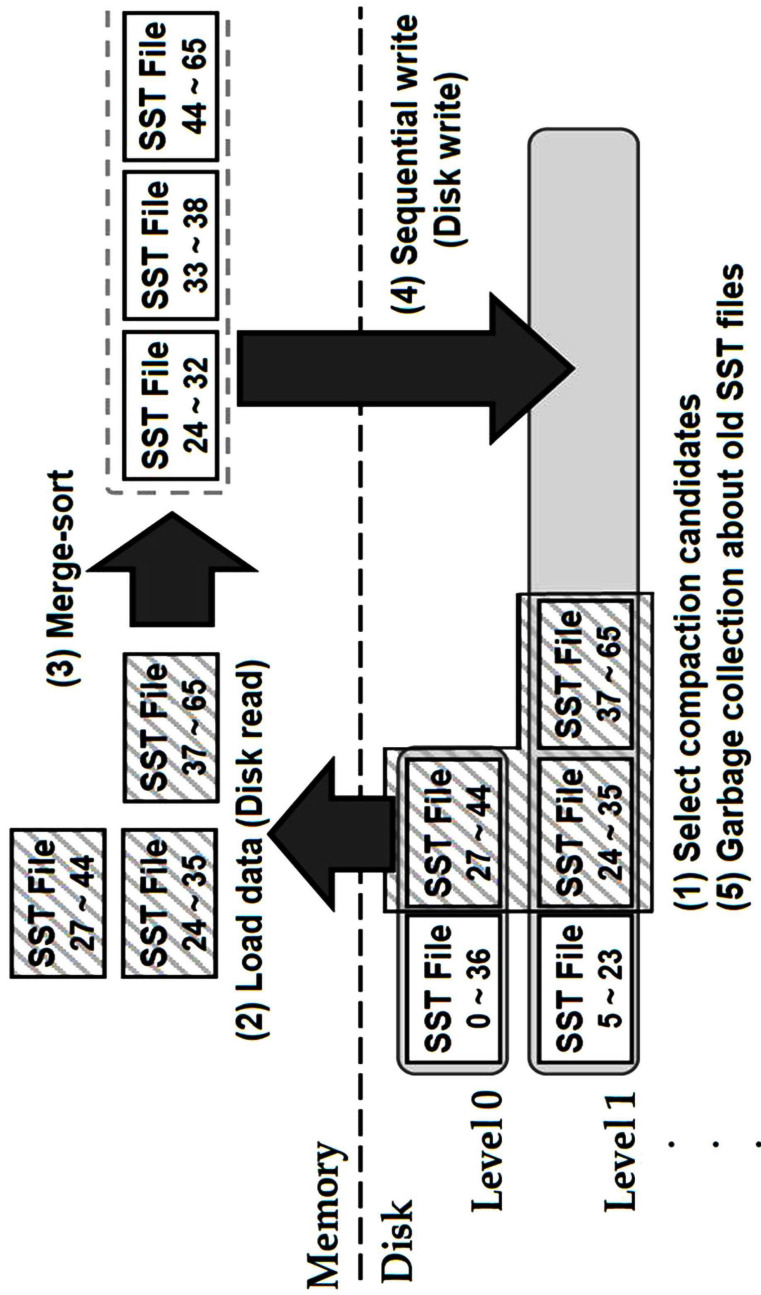 SST File
27 ~ 44
SST File
24 ~ 35
SST File
37 ~ 65
(3) Merge-sort
SST File
24 ~ 32
SST File
33 ~ 38
SST File
44 ~ 65
(2) Load data (Disk read)
Memory
Disk
(4) Sequential write
(Disk write)
Level 0
SST File
0 ~ 36
SST File
27 ~ 44
Level 1
SST File
5 ~ 23
SST File
24 ~ 35
SST File
37 ~ 65
(1) Select compaction candidates
(5) Garbage collection about old SST files
. . .